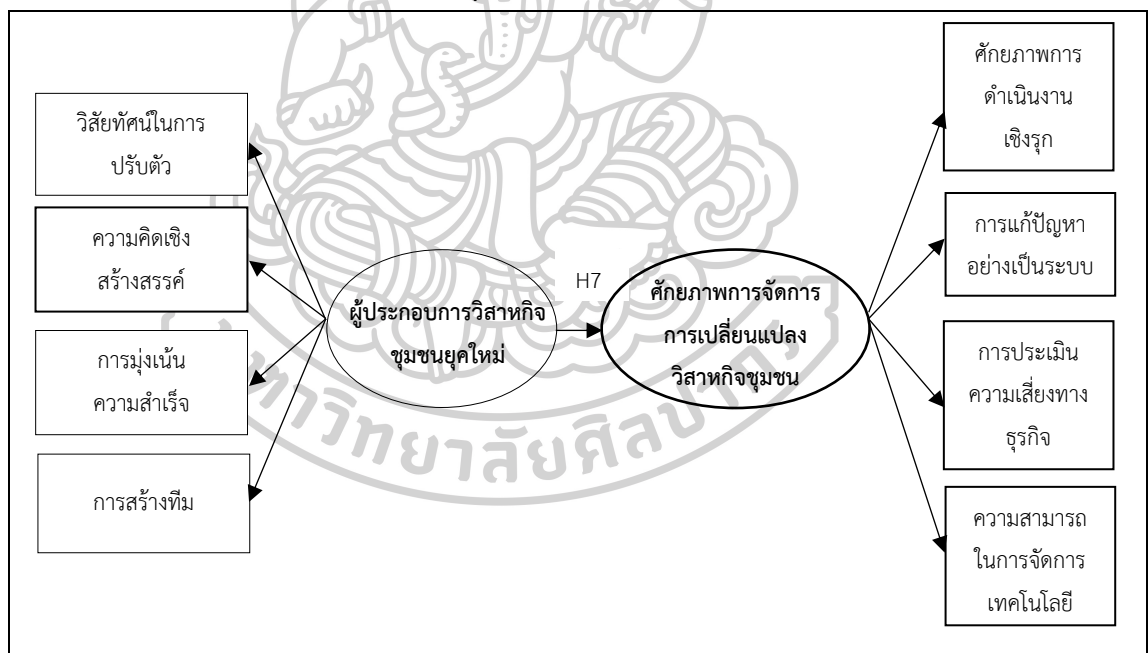 วิสัยทัศน์ในการ
ปรับตัว
ความคิดเชิง
สร้างสรรค์
การมุ่งเน้น
ความสำเร็จ
การสร้างทีม
ผู้ประกอบการวิสาหกิจ
ชุมชนยุคใหม่
H7
ศักยภาพการจัดการ
การเปลี่ยนแปลง
วิสาหกิจชุมชน
ศักยภาพการ
ดำเนินงาน
เชิงรุก
การแก้ปัญหา
อย่างเป็นระบบ
การประเมิน
ความเสี่ยงทาง
ธุรกิจ
ความสามารถ
ในการจัดการ
เทคโนโลยี